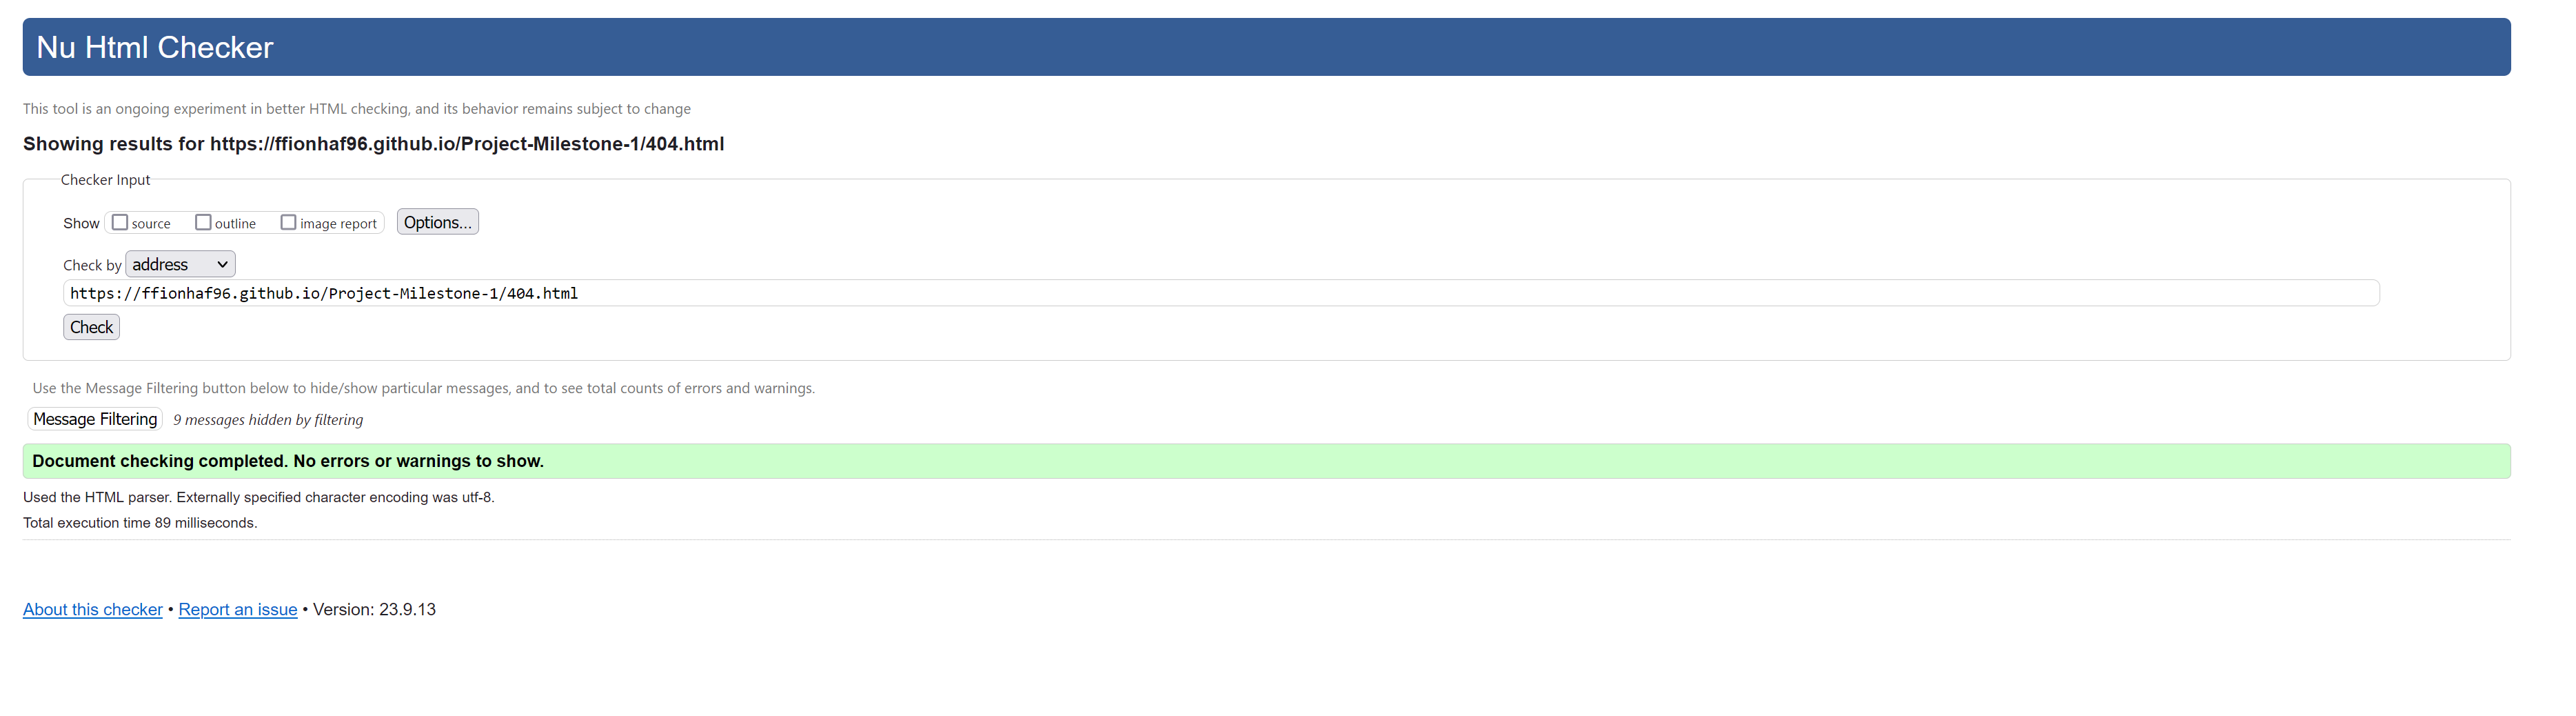 Nu Html Checker
This tool is an ongoing experiment in better HTML checking, and its behavior remains subject to change
Showing results for https://ffionhaf96.github.io/Project-Milestone-1/404.html
Checker Input
Show source outline image report Options...
Check by address
https://ffionhaf96.github.io/Project-Milestone-1/404.html
Check
Use the Message Filtering button below to hide/show particular messages, and to see total counts of errors and warnings.
Message Filtering 9 messages hidden by filtering
Document checking completed. No errors or warnings to show.
Used the HTML parser. Externally specified character encoding was utf-8.
Total execution time 89 milliseconds.
About this checker • Report an issue • Version: 23.9.13